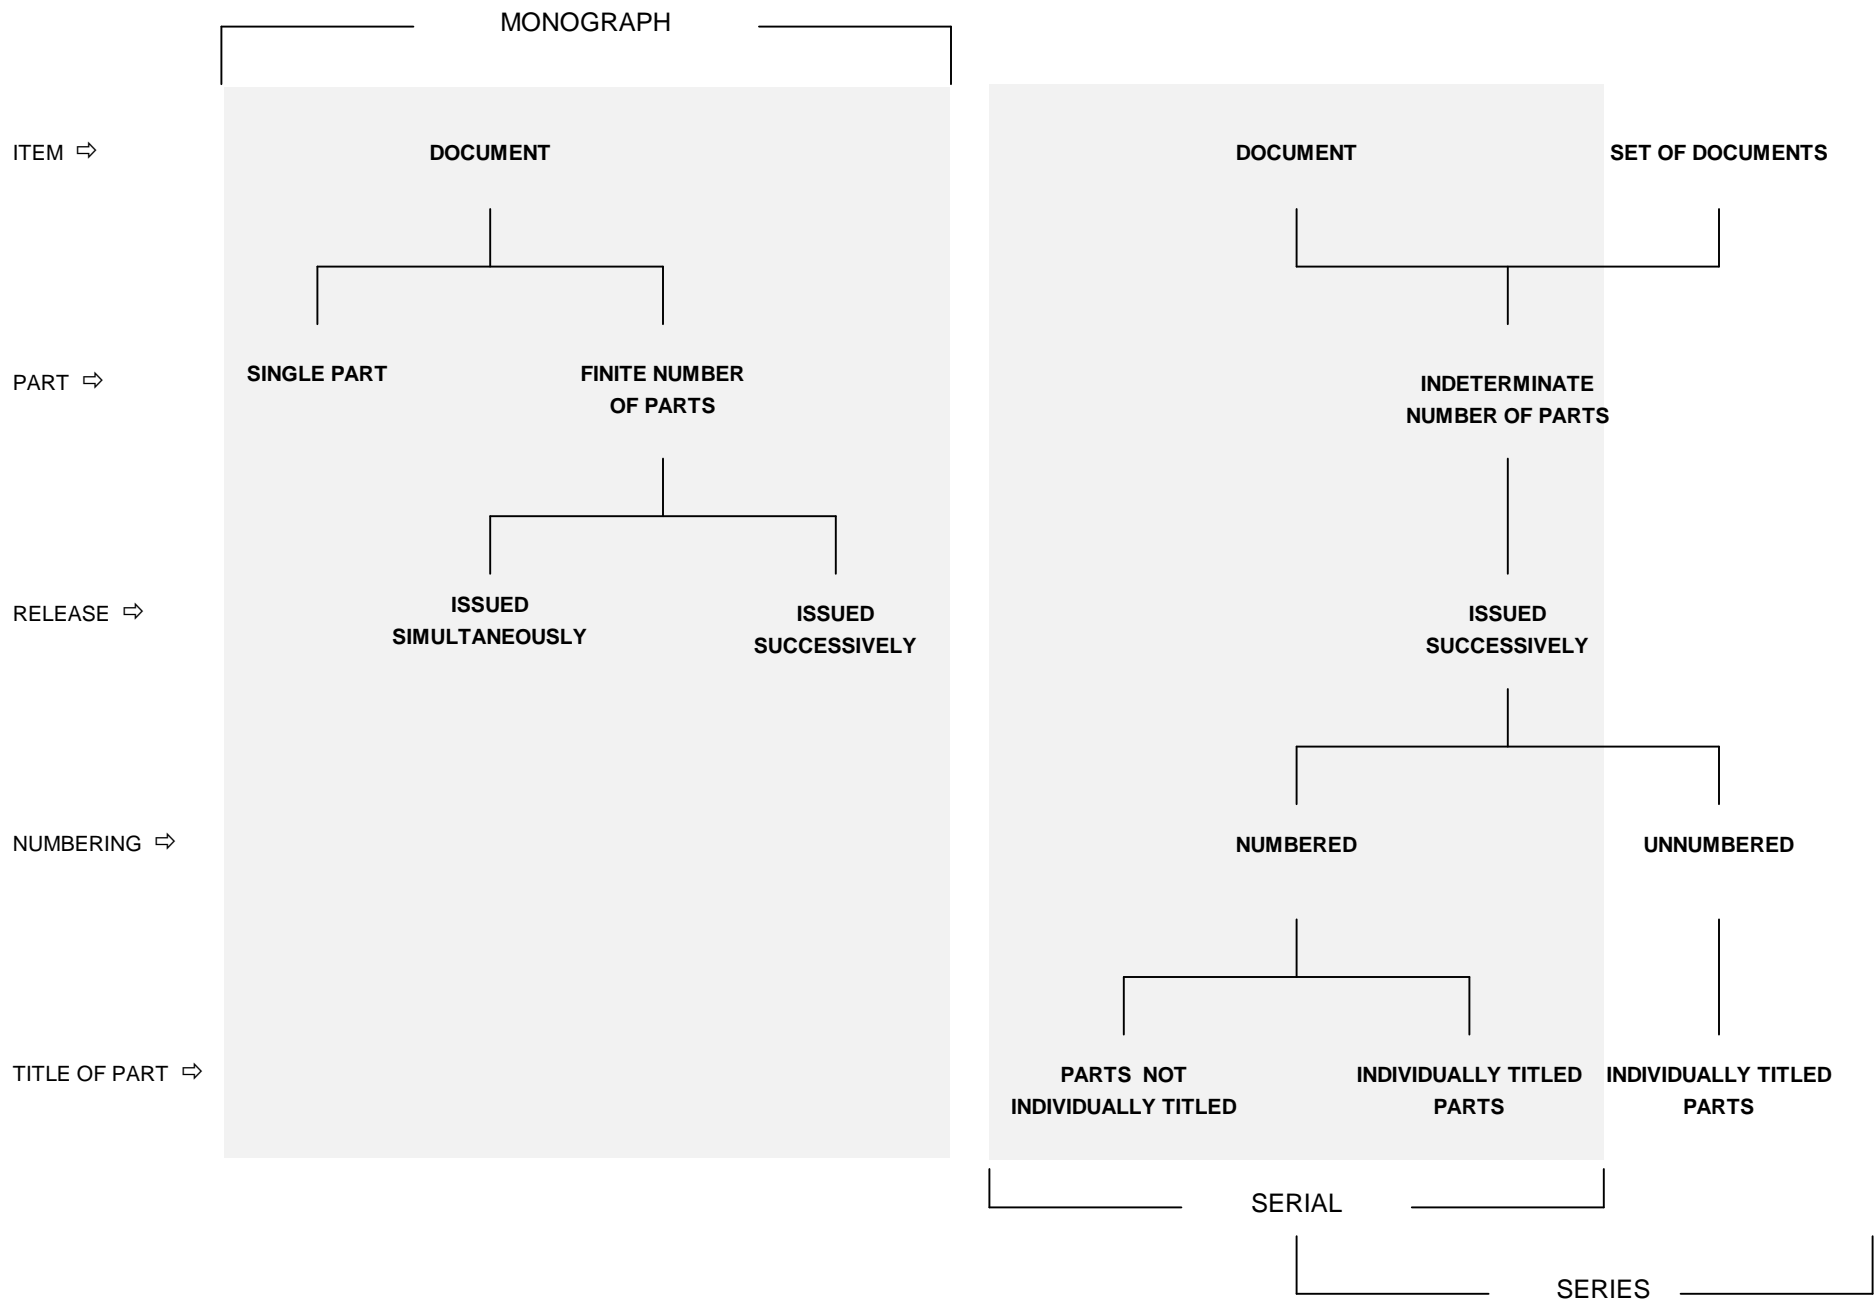 MONOGRAPH
ITEM ⇨
DOCUMENT
DOCUMENT
SET OF DOCUMENTS
PART ⇨
SINGLE PART
FINITE NUMBER
OF PARTS
INDETERMINATE
NUMBER OF PARTS
RELEASE ⇨
ISSUED
SIMULTANEOUSLY
ISSUED
SUCCESSIVELY
ISSUED
SUCCESSIVELY
NUMBERING ⇨
NUMBERED
UNNUMBERED
TITLE OF PART ⇨
PARTS NOT
INDIVIDUALLY TITLED
INDIVIDUALLY TITLED
PARTS
INDIVIDUALLY TITLED
PARTS
SERIAL
SERIES